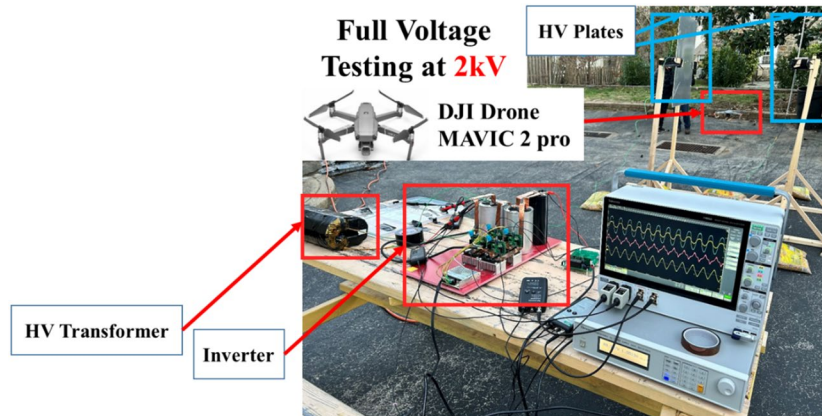 Full Voltage
Testing at 2kV
HV Plates
DJI Drone
MAVIC 2 pro
HV Transformer
Inverter